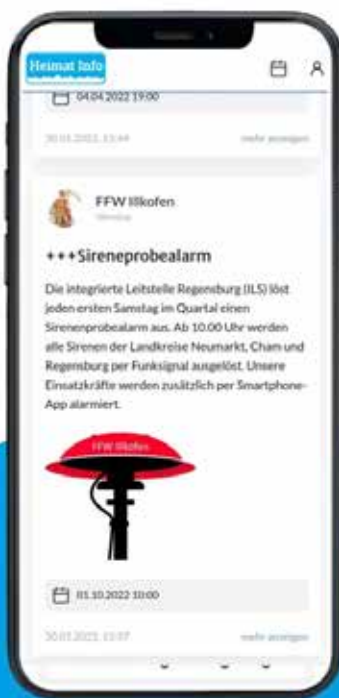 Heimat Info
04.04.2022 19:00
mehr anzeigen
FFW Illkofen
+++Sireneprobealarm
Die integrierte Leitstelle Regensburg (ILS) löst
jeden ersten Samstag im Quartal einen
Sirenenprobealarm aus. Ab 10.00 Uhr werden
alle Sirenen der Landkreise Neumarkt, Cham und
Regensburg per Funksignal ausgelöst. Unsere
Einsatzkräfte werden zusätzlich per Smartphone-
App alarmiert.
FFW Illkofen
01.10.2022 10:00
mehr anzeigen